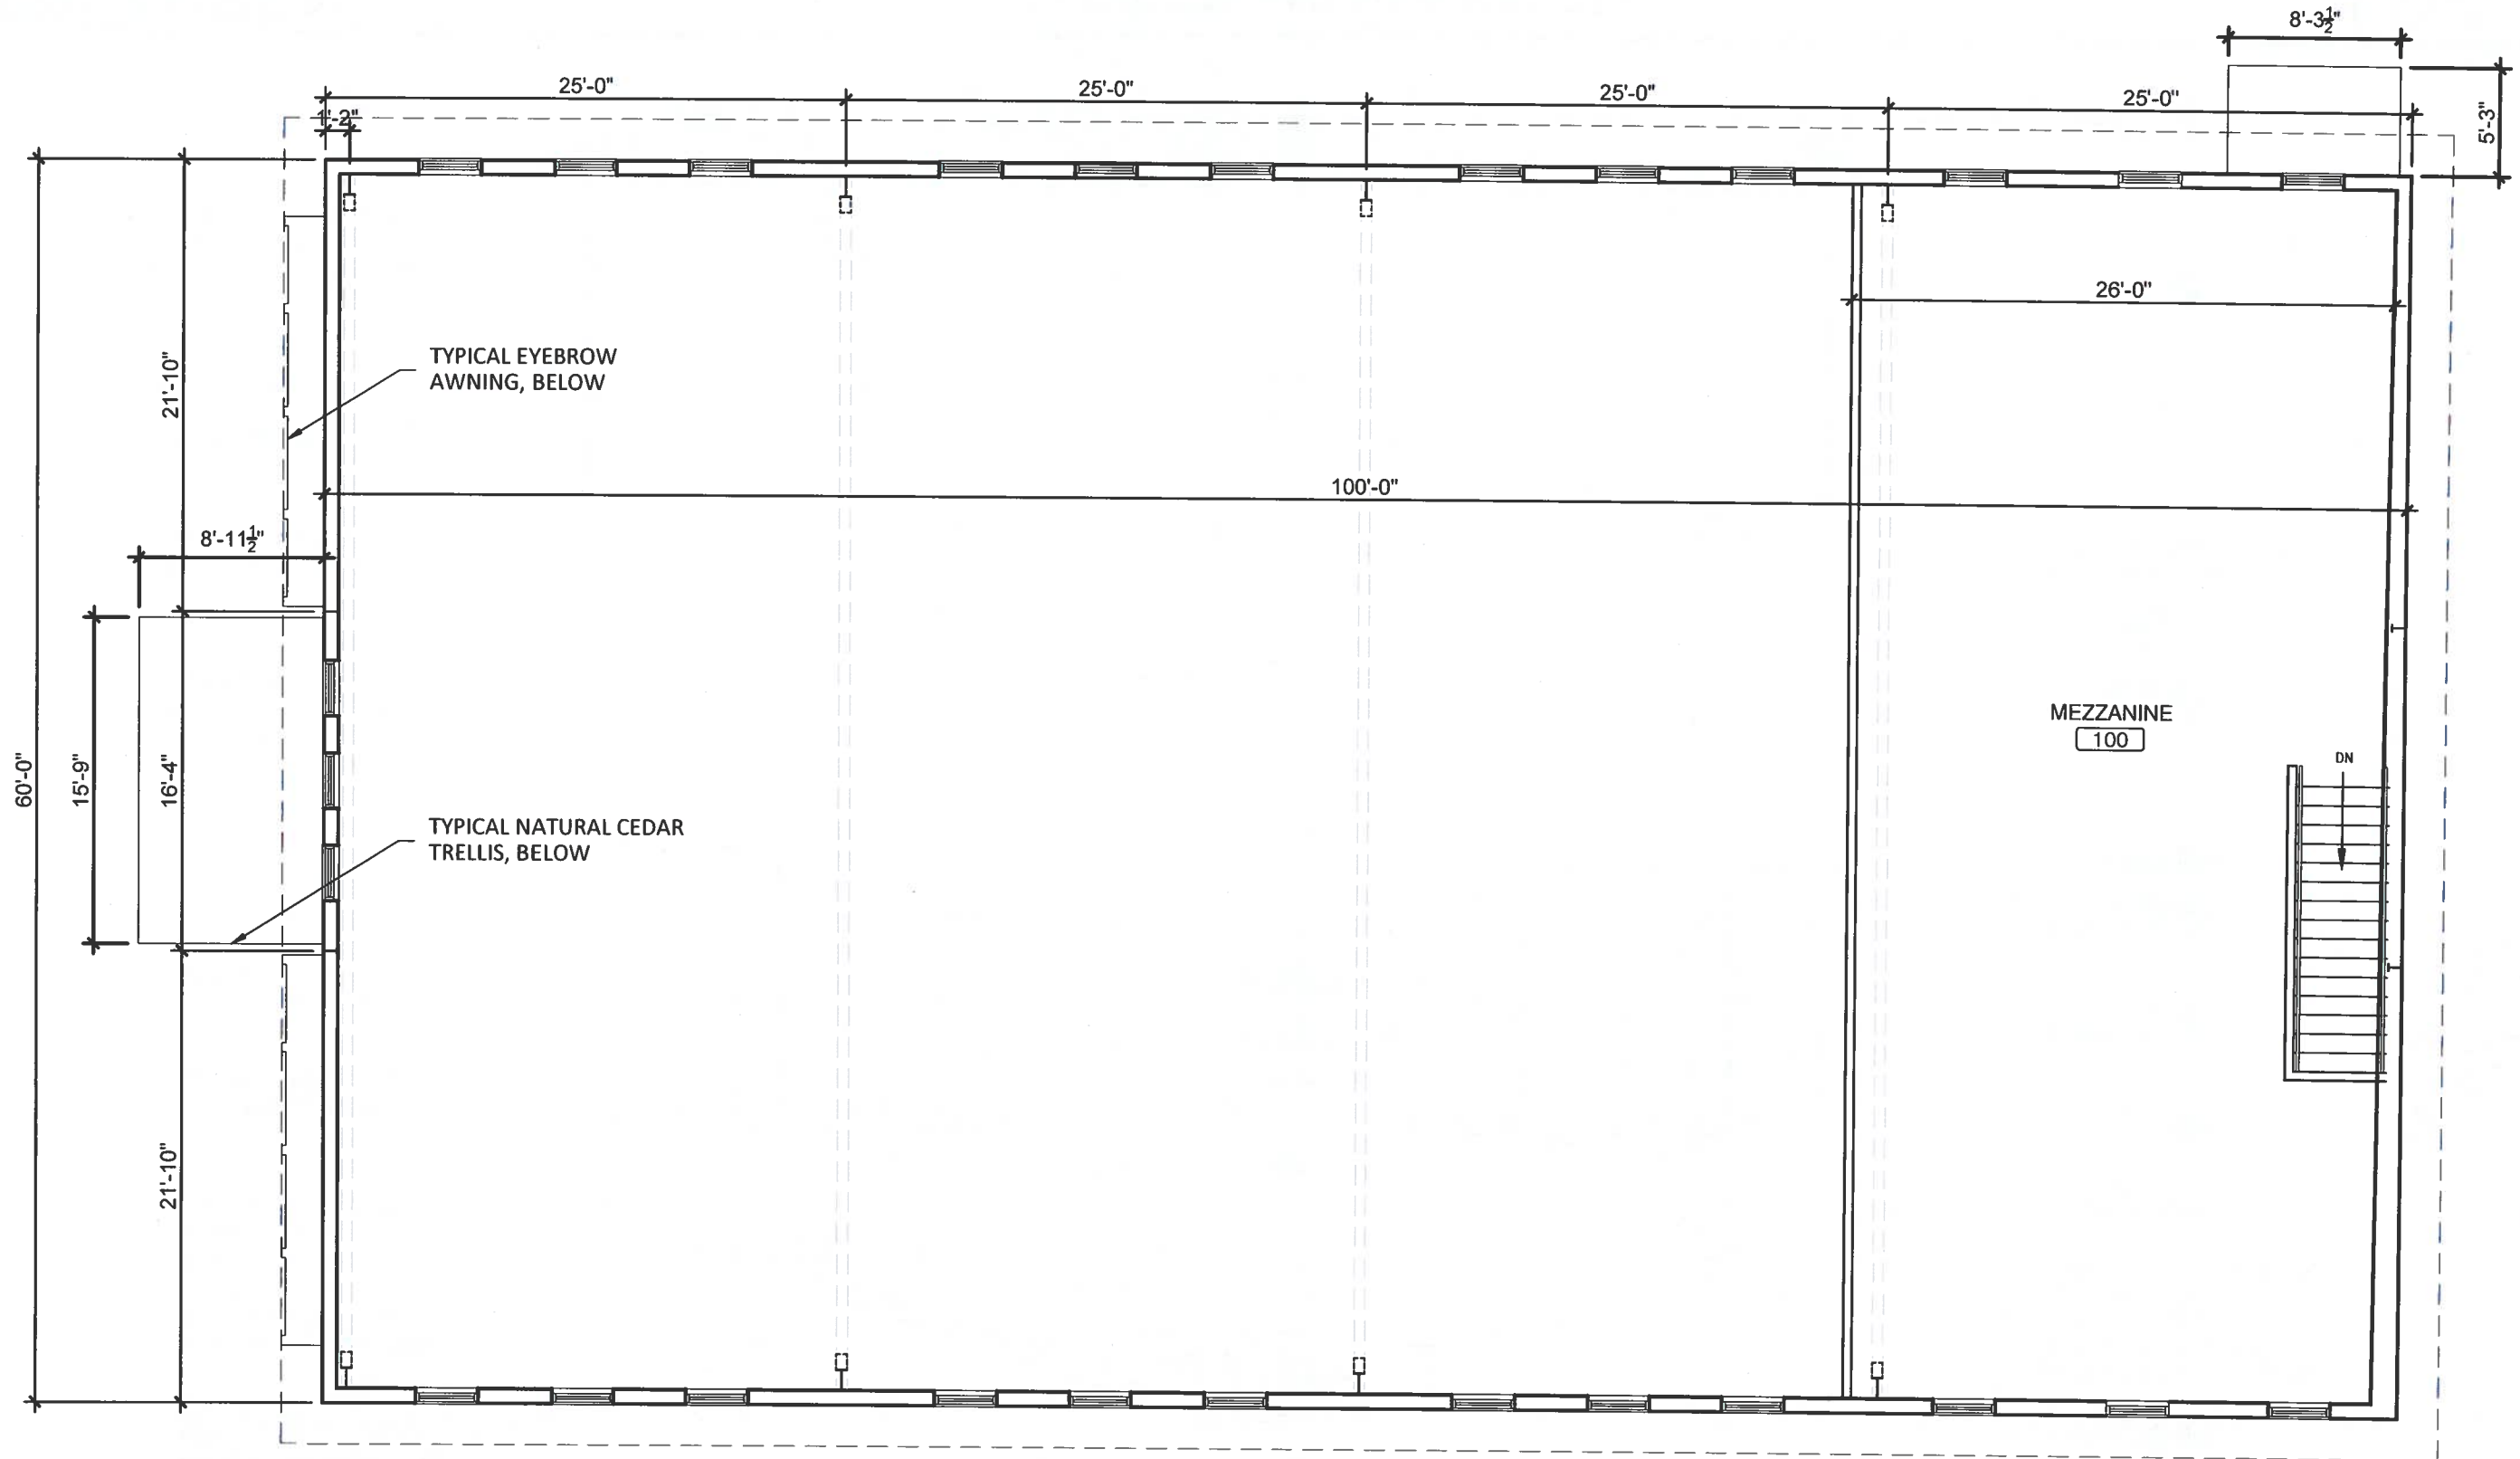 8'-3½"
25'-0"
25'-0"
25'-0"
25'-0"
1'-2"
5'-3"
26'-0"
TYPICAL EYEBROW
AWNING, BELOW
21'-10"
100'-0"
8'-11½"
MEZZANINE
100
DN
60'-0"
15'-9"
16'-4"
TYPICAL NATURAL CEDAR
TRELLIS, BELOW
21'-10"